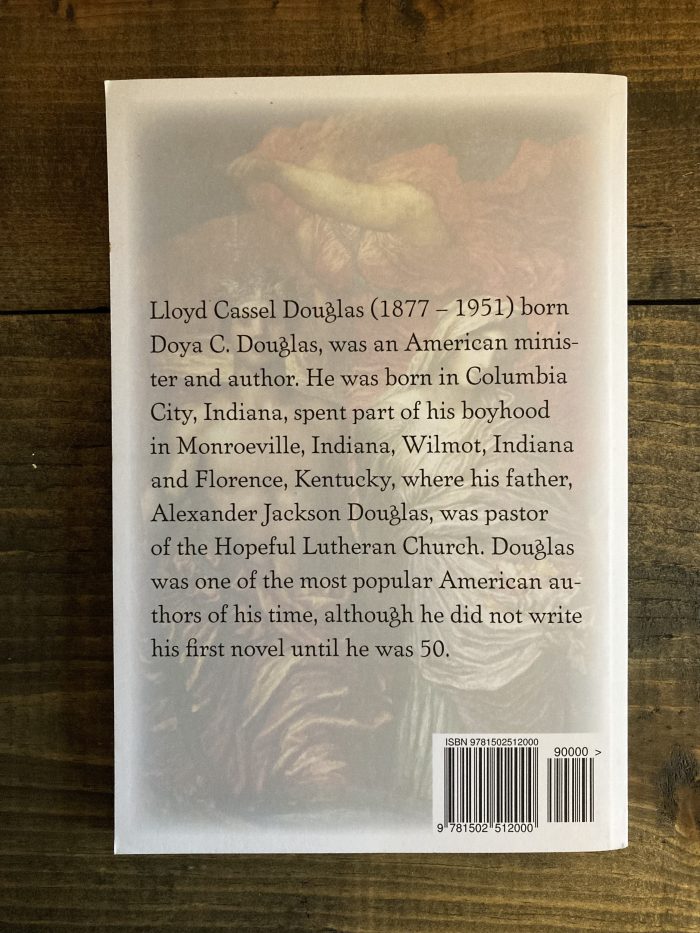 Lloyd Cassel Douglas (1877 – 1951) born
Doya C. Douglas, was an American minis-
ter and author. He was born in Columbia
City, Indiana, spent part of his boyhood
in Monroeville, Indiana, Wilmot, Indiana
and Florence, Kentucky, where his father,
Alexander Jackson Douglas, was pastor
of the Hopeful Lutheran Church. Douglas
was one of the most popular American au-
thors of his time, although he did not write
his first novel until he was 50.
ISBN 9781502512000
90000 >
9 781502 512000